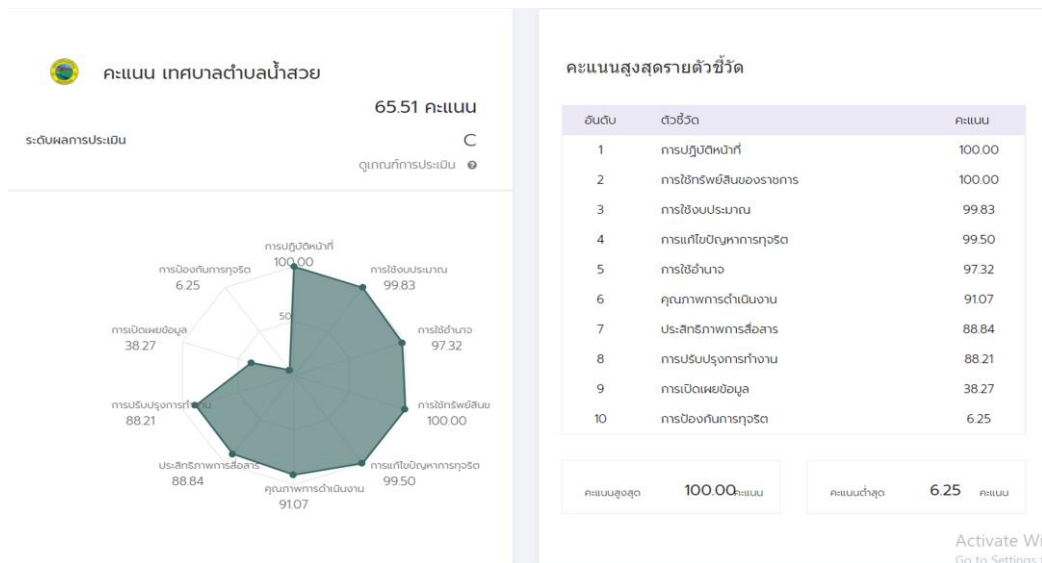 คะแนน เทศบาลตำบลน้ำสวย
65.51 คะแนน
ระดับผลการประเมิน C
ดูเกณฑ์การประเมิน
การปฏิบัติหน้าที่
100.00
การป้องกันการทุจริต
6.25
การใช้งบประมาณ
99.83
50
การเปิดเผยข้อมูล
38.27
การใช้อำนาจ
97.32
การปรับปรุงการทำงาน
88.21
การใช้ทรัพย์สินข
100.00
ประสิทธิภาพการสื่อสาร
88.84
การแก้ไขปัญหาการทุจริต
99.50
คุณภาพการดำเนินงาน
91.07
คะแนนสูงสุดรายตัวชี้วัด
อันดับ ตัวชี้วัด คะแนน
1 การปฏิบัติหน้าที่ 100.00
2 การใช้ทรัพย์สินของราชการ 100.00
3 การใช้งบประมาณ 99.83
4 การแก้ไขปัญหาการทุจริต 99.50
5 การใช้อำนาจ 97.32
6 คุณภาพการดำเนินงาน 91.07
7 ประสิทธิภาพการสื่อสาร 88.84
8 การปรับปรุงการทำงาน 88.21
9 การเปิดเผยข้อมูล 38.27
10 การป้องกันการทุจริต 6.25
คะแนนสูงสุด 100.00 คะแนน
คะแนนต่ำสุด 6.25 คะแนน
Activate Wi
Go to Settings